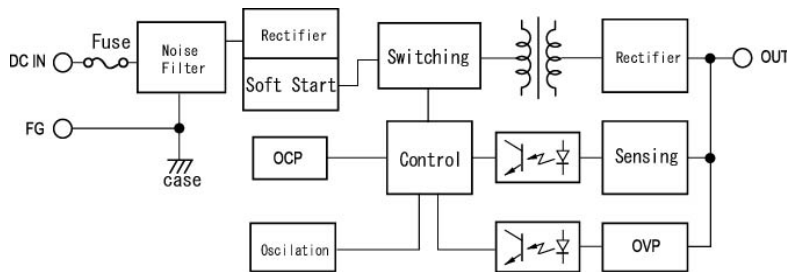 Fuse
DC IN
Noise
Filter
Rectifier
Soft Start
Switching
Rectifier
OUT
FG
case
OCP
Control
Sensing
Oscilation
OVP